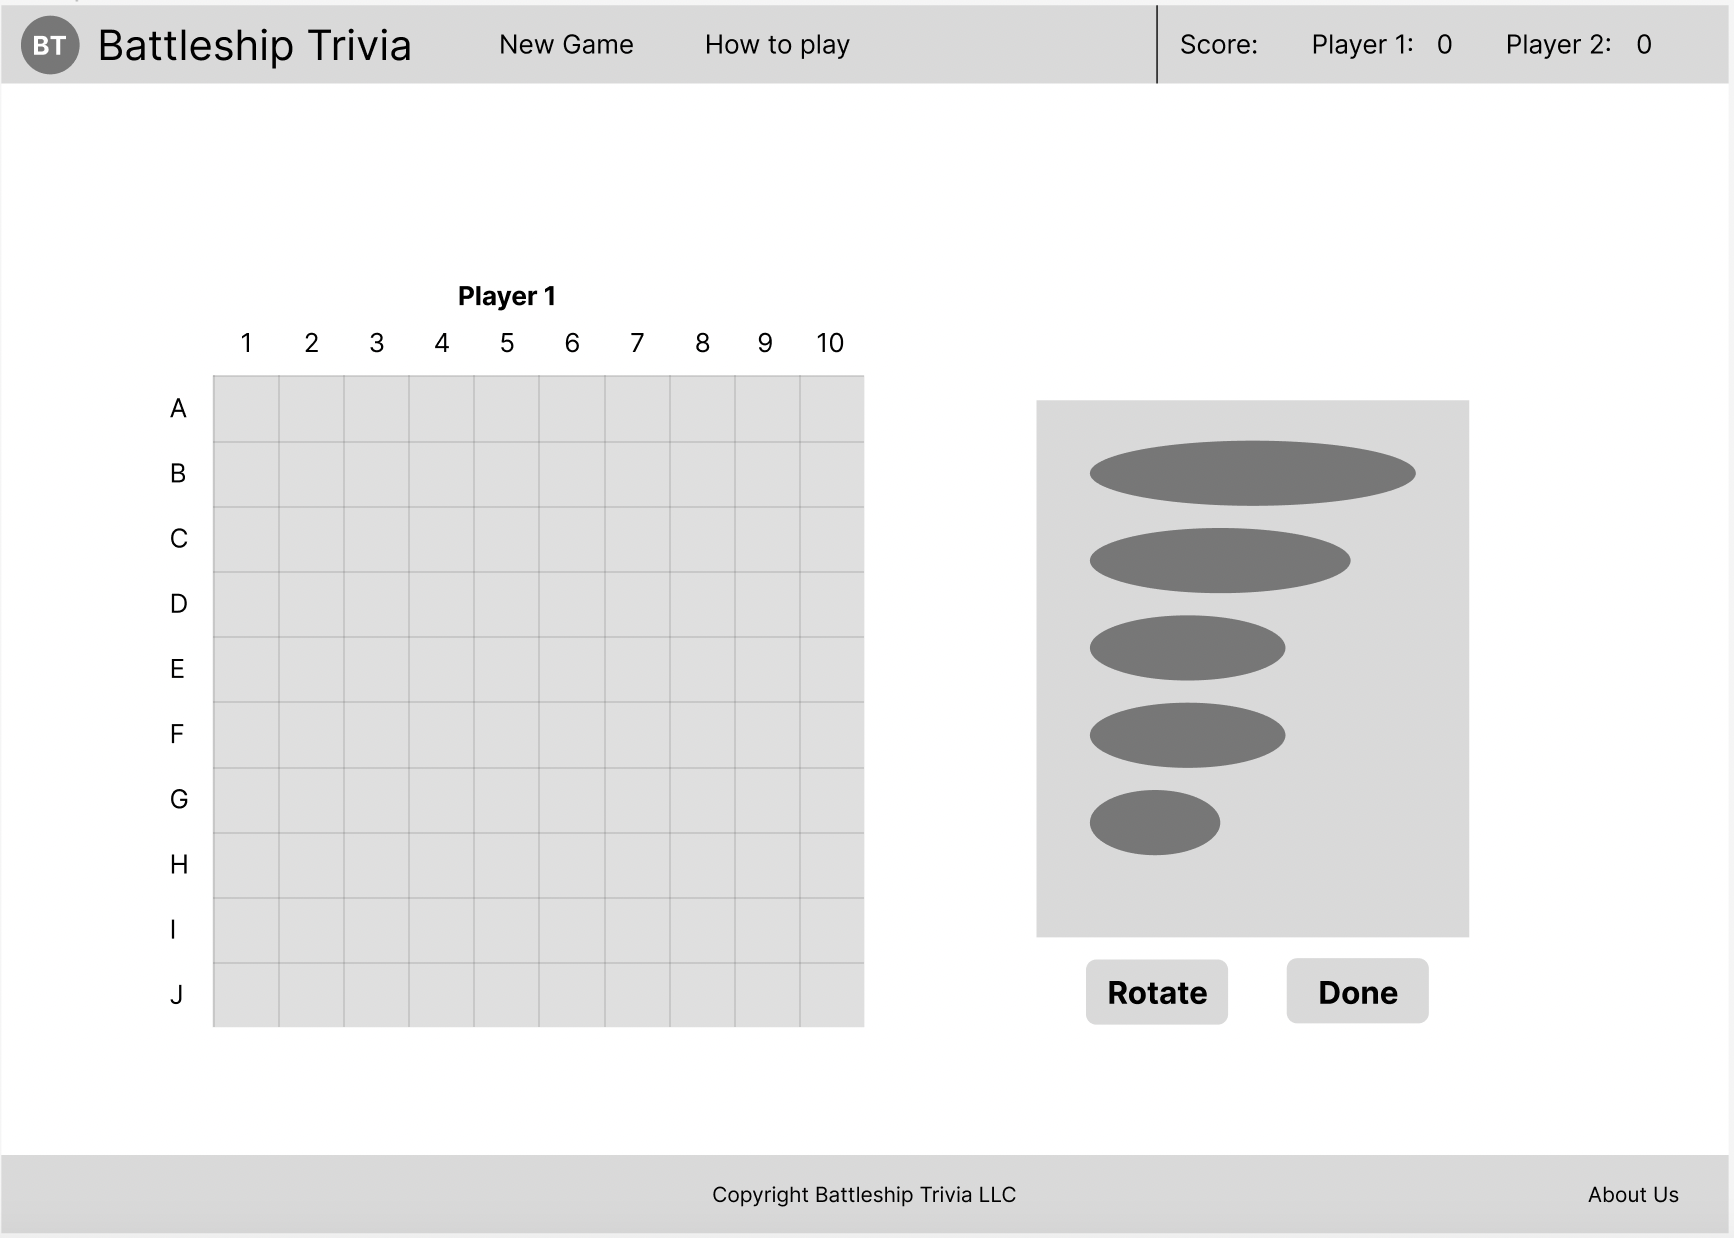 BT Battleship Trivia New Game How to play Score: Player 1: 0 Player 2: 0
Player 1
1 2 3 4 5 6 7 8 9 10
A
B
C
D
E
F
G
H
I
J
Rotate Done
Copyright Battleship Trivia LLC About Us